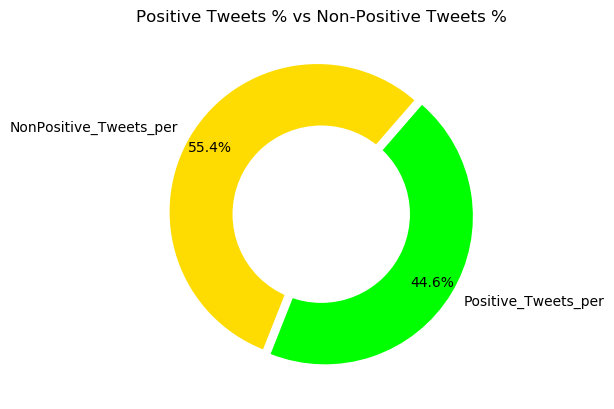 Positive Tweets % vs Non-Positive Tweets %
NonPositive_Tweets_per
55.4%
44.6%
Positive_Tweets_per